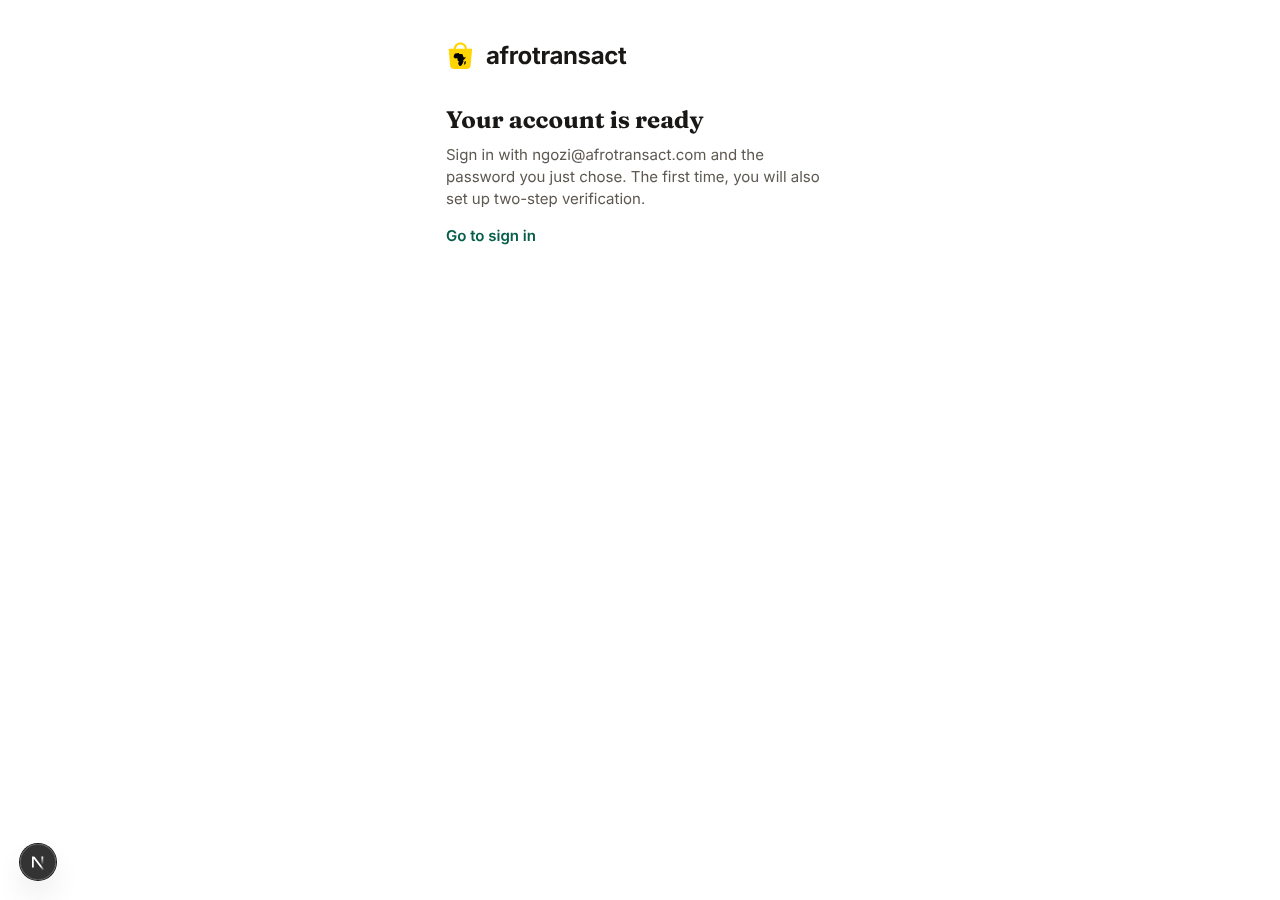 afrotransact
Your account is ready
Sign in with ngozi@afrotransact.com and the
password you just chose. The first time, you will also
set up two-step verification.
Go to sign in
N